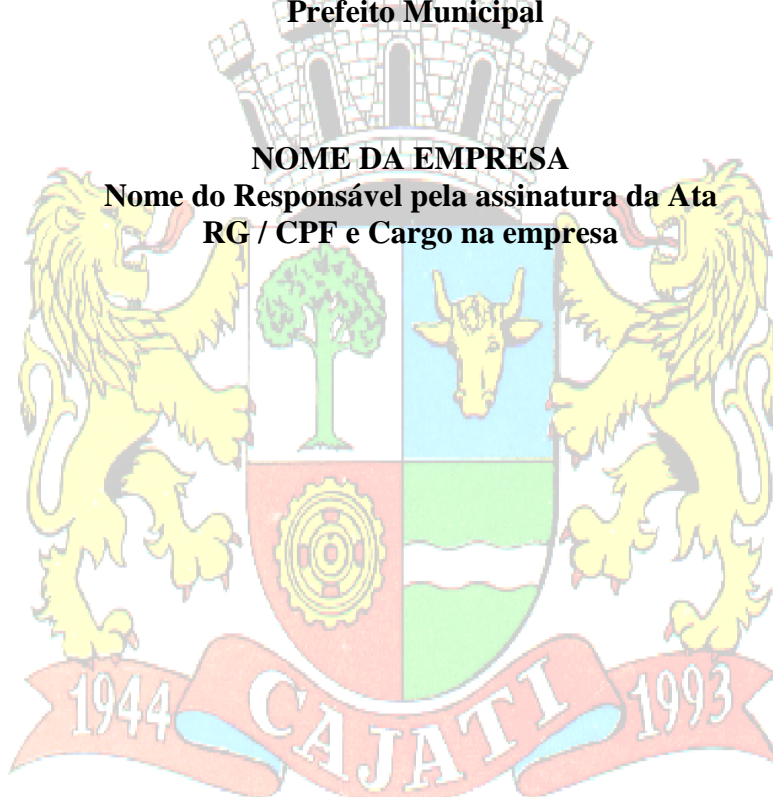 Prefeito Municipal
NOME DA EMPRESA
Nome do Responsável pela assinatura da Ata
RG / CPF e Cargo na empresa
1944 CAJATI 1993